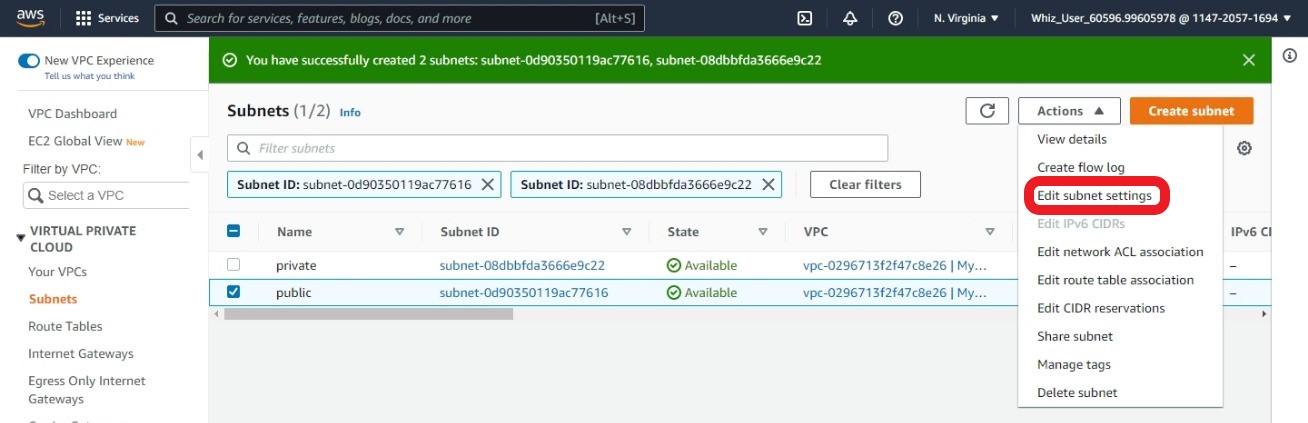 aws Services Search for services, features, blogs, docs, and more [Alt+S] N. Virginia Whiz_User_60596.99605978 @ 1147-2057-1694
New VPC Experience
Tell us what you think
You have successfully created 2 subnets: subnet-0d90350119ac77616, subnet-08dbbfda3666e9c22
VPC Dashboard
EC2 Global View New
Filter by VPC:
Select a VPC
VIRTUAL PRIVATE
CLOUD
Your VPCs
Subnets
Route Tables
Internet Gateways
Egress Only Internet
Gateways
Subnets (1/2) Info
Actions
Create subnet
Filter subnets
Subnet ID: subnet-0d90350119ac77616
Subnet ID: subnet-08dbbfda3666e9c22
Clear filters
Name Subnet ID State VPC IPv6 CI
private subnet-08dbbfda3666e9c22 Available vpc-0296713f2f47c8e26 | My...
–
public subnet-0d90350119ac77616 Available vpc-0296713f2f47c8e26 | My...
–
View details
Create flow log
Edit subnet settings
Edit IPv6 CIDRs
Edit network ACL association
Edit route table association
Edit CIDR reservations
Share subnet
Manage tags
Delete subnet